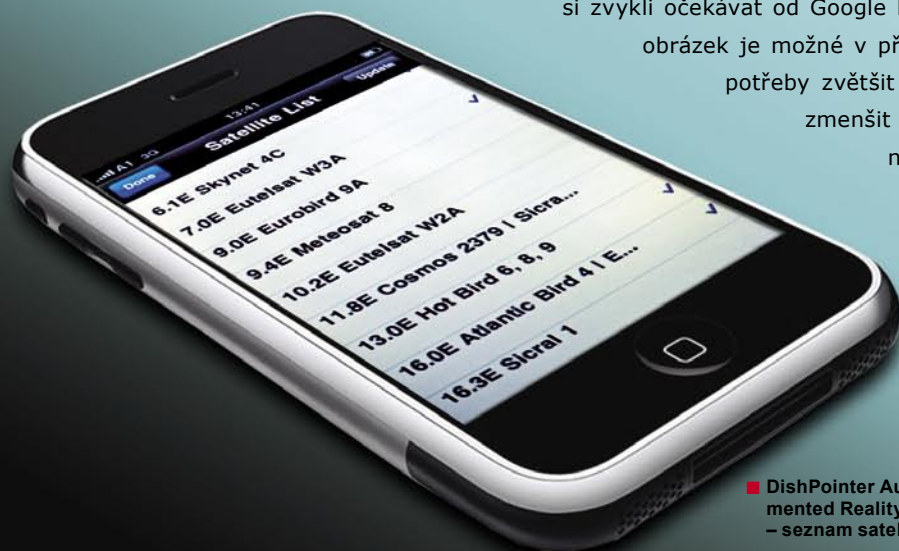 si zvykli očekávat od Google
obrázek je možné v
potřeby zvětšit
zmenšit
A1 3G 13:41
Done Satellite List Update
6.1E Skynet 4C
7.0E Eutelsat W3A
9.0E Eurobird 9A
9.4E Meteosat 8
10.2E Eutelsat W2A
11.8E Cosmos 2379 | Sicra...
13.0E Hot Bird 6, 8, 9
16.0E Atlantic Bird 4 | E...
16.3E Sicral 1
DishPointer Au
mented Reality
– seznam satel